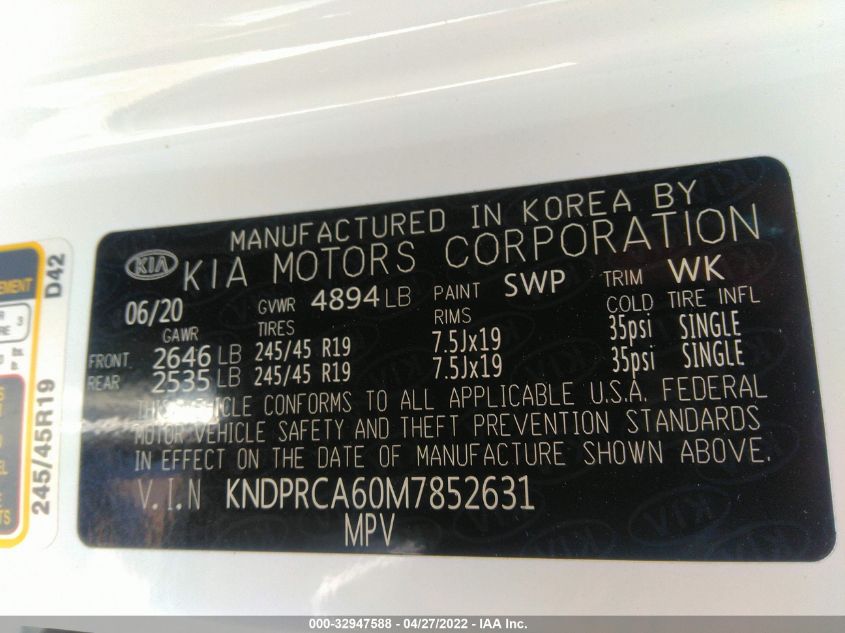 MANUFACTURED IN KOREA BY
KIA KIA MOTORS CORPORATION
06/20 GVWR 4894 LB PAINT SWP TRIM WK
GAWR TIRES RIMS COLD TIRE INFL
FRONT 2646 LB 245/45 R19 7.5Jx19 35psi SINGLE
REAR 2535 LB 245/45 R19 7.5Jx19 35psi SINGLE
THIS VEHICLE CONFORMS TO ALL APPLICABLE U.S.A. FEDERAL
MOTOR VEHICLE SAFETY AND THEFT PREVENTION STANDARDS
IN EFFECT ON THE DATE OF MANUFACTURE SHOWN ABOVE.
V.I.N KNDPRCA60M7852631
MPV
D42
245/45R19
000-32947588 - 04/27/2022 - IAA Inc.